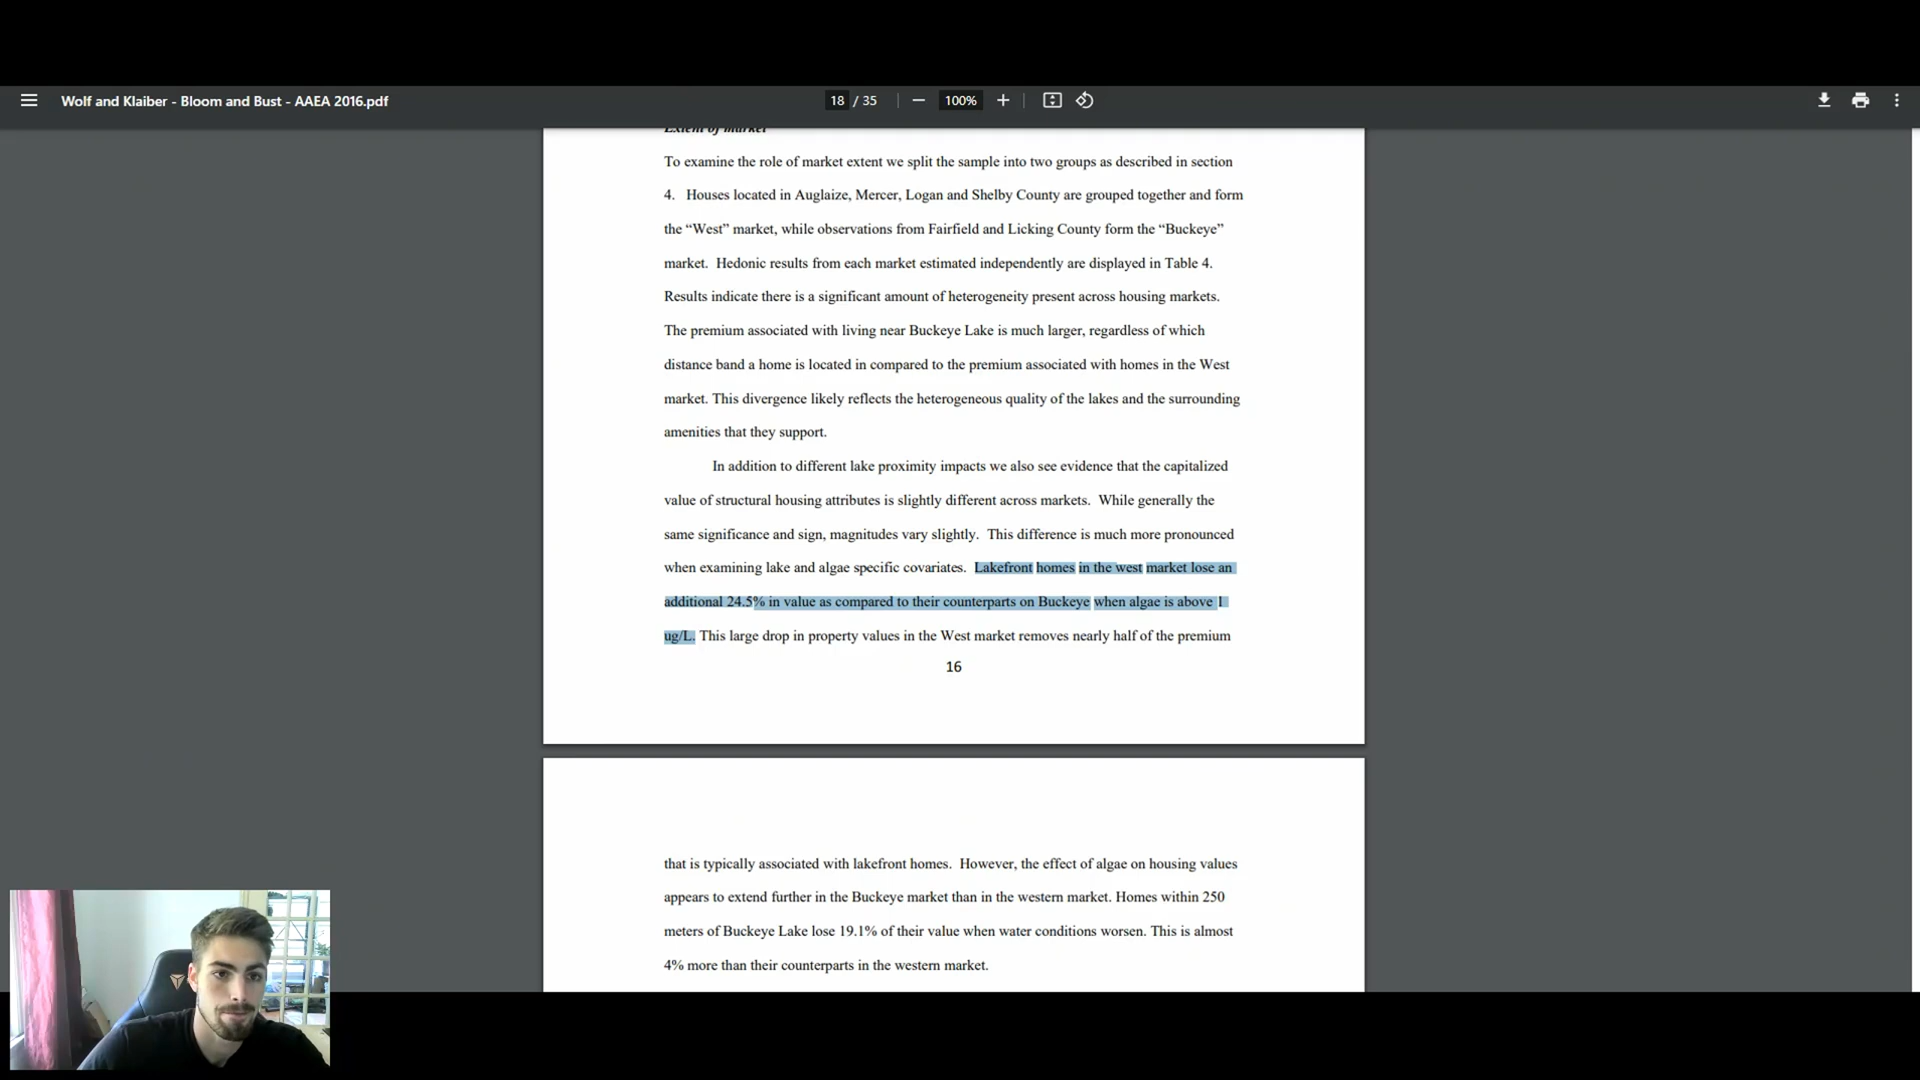 Wolf and Klaiber - Bloom and Bust - AAEA 2016.pdf
18 / 35
100%
Extent of market
To examine the role of market extent we split the sample into two groups as described in section
4. Houses located in Auglaize, Mercer, Logan and Shelby County are grouped together and form
the “West” market, while observations from Fairfield and Licking County form the “Buckeye”
market. Hedonic results from each market estimated independently are displayed in Table 4.
Results indicate there is a significant amount of heterogeneity present across housing markets.
The premium associated with living near Buckeye Lake is much larger, regardless of which
distance band a home is located in compared to the premium associated with homes in the West
market. This divergence likely reflects the heterogeneous quality of the lakes and the surrounding
amenities that they support.
In addition to different lake proximity impacts we also see evidence that the capitalized
value of structural housing attributes is slightly different across markets. While generally the
same significance and sign, magnitudes vary slightly. This difference is much more pronounced
when examining lake and algae specific covariates. Lakefront homes in the west market lose an
additional 24.5% in value as compared to their counterparts on Buckeye when algae is above 1
ug/L. This large drop in property values in the West market removes nearly half of the premium
16
that is typically associated with lakefront homes. However, the effect of algae on housing values
appears to extend further in the Buckeye market than in the western market. Homes within 250
meters of Buckeye Lake lose 19.1% of their value when water conditions worsen. This is almost
4% more than their counterparts in the western market.